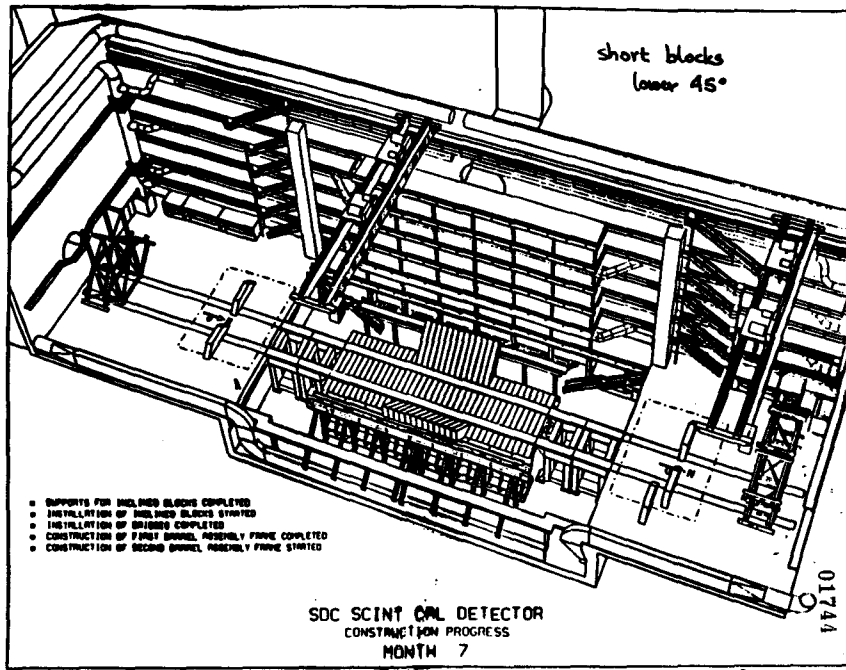 short blocks
lower 45°
SUPPORTS FOR INCLINED BLOCKS COMPLETED
INSTALLATION OF INCLINED BLOCKS STARTED
INSTALLATION OF BRIDGES COMPLETED
CONSTRUCTION OF FIRST BARREL ASSEMBLY FRAME COMPLETED
CONSTRUCTION OF SECOND BARREL ASSEMBLY FRAME STARTED
SDC SCINT CAL DETECTOR
CONSTRUCTION PROGRESS
MONTH 7
01744